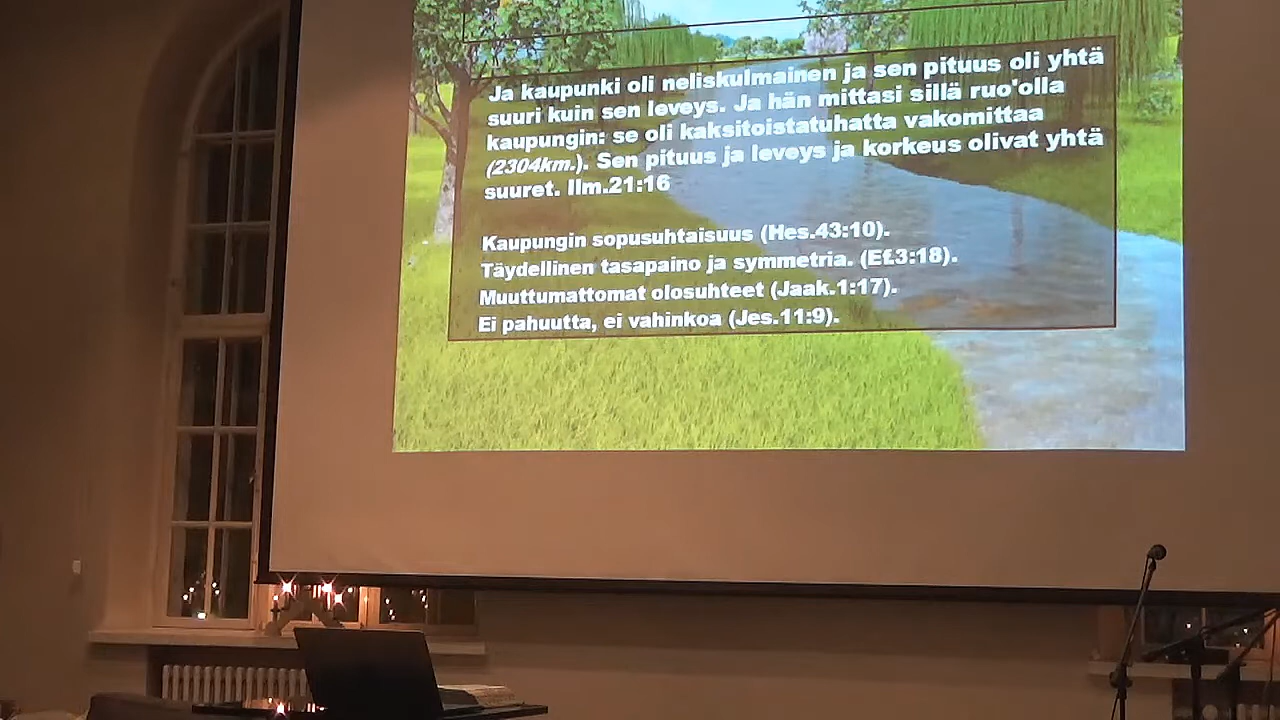 Ja kaupunki oli neliskulmainen ja sen pituus oli yhtä
suuri kuin sen leveys. Ja hän mittasi sillä ruo'olla
kaupungin: se oli kaksitoistatuhatta vakomittaa
(2304km.). Sen pituus ja leveys ja korkeus olivat yhtä
suuret. Ilm.21:16
Kaupungin sopusuhtaisuus (Hes.43:10).
Täydellinen tasapaino ja symmetria. (Ef.3:18).
Muuttumattomat olosuhteet (Jaak.1:17).
Ei pahuutta, ei vahinkoa (Jes.11:9).